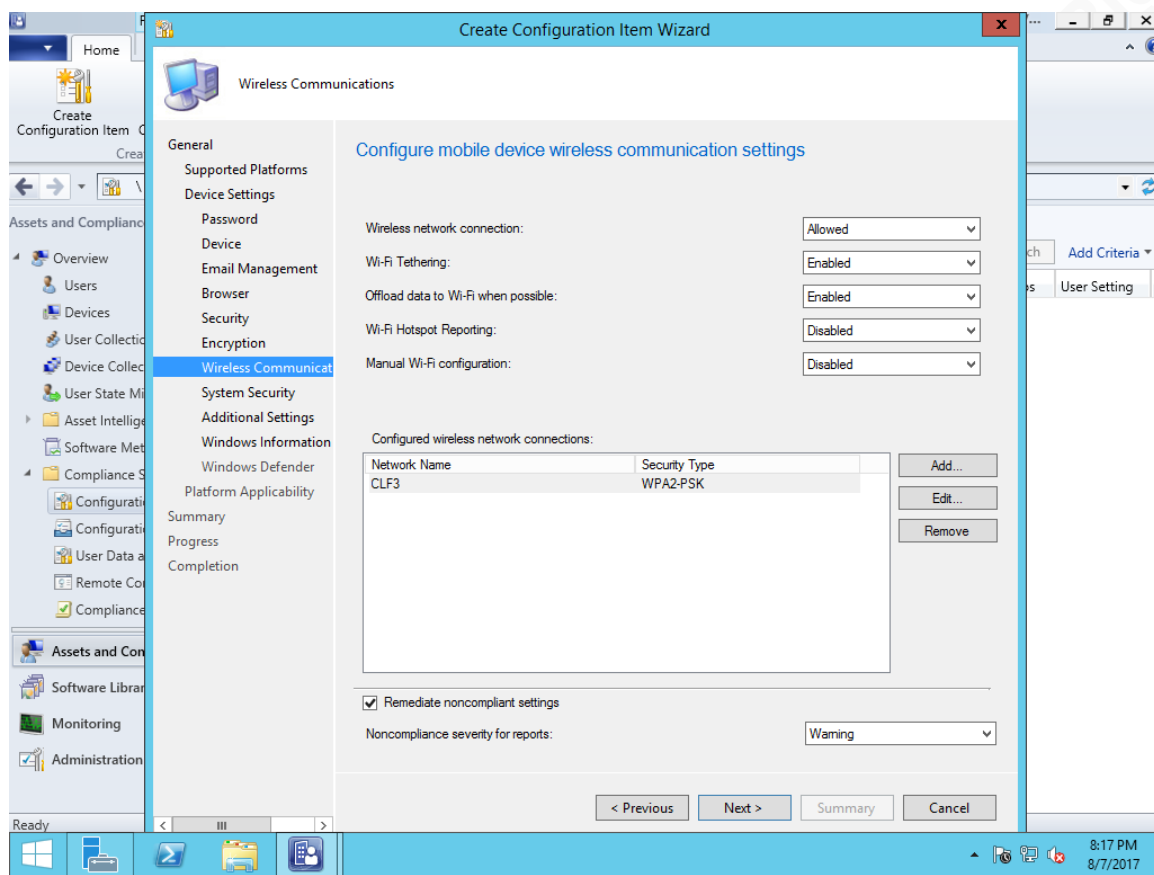 Create Configuration Item Wizard
Home
Create
Configuration Item
Crea
Wireless Communications
General
Supported Platforms
Device Settings
Password
Device
Email Management
Browser
Security
Encryption
Wireless Communicat
System Security
Additional Settings
Windows Information
Windows Defender
Platform Applicability
Summary
Progress
Completion
Configure mobile device wireless communication settings
Wireless network connection: Allowed
Wi-Fi Tethering: Enabled
Offload data to Wi-Fi when possible: Enabled
Wi-Fi Hotspot Reporting: Disabled
Manual Wi-Fi configuration: Disabled
Configured wireless network connections:
Network Name Security Type
CLF3 WPA2-PSK
Add...
Edit...
Remove
Remediate noncompliant settings
Noncompliance severity for reports: Warning
< Previous Next > Summary Cancel
Assets and Complianc
Overview
Users
Devices
User Collectio
Device Collec
User State Mi
Asset Intellige
Software Met
Compliance S
Configurati
Configurati
User Data a
Remote Con
Compliance
Assets and Con
Software Librar
Monitoring
Administration
Ready
ch Add Criteria
User Setting
8:17 PM
8/7/2017